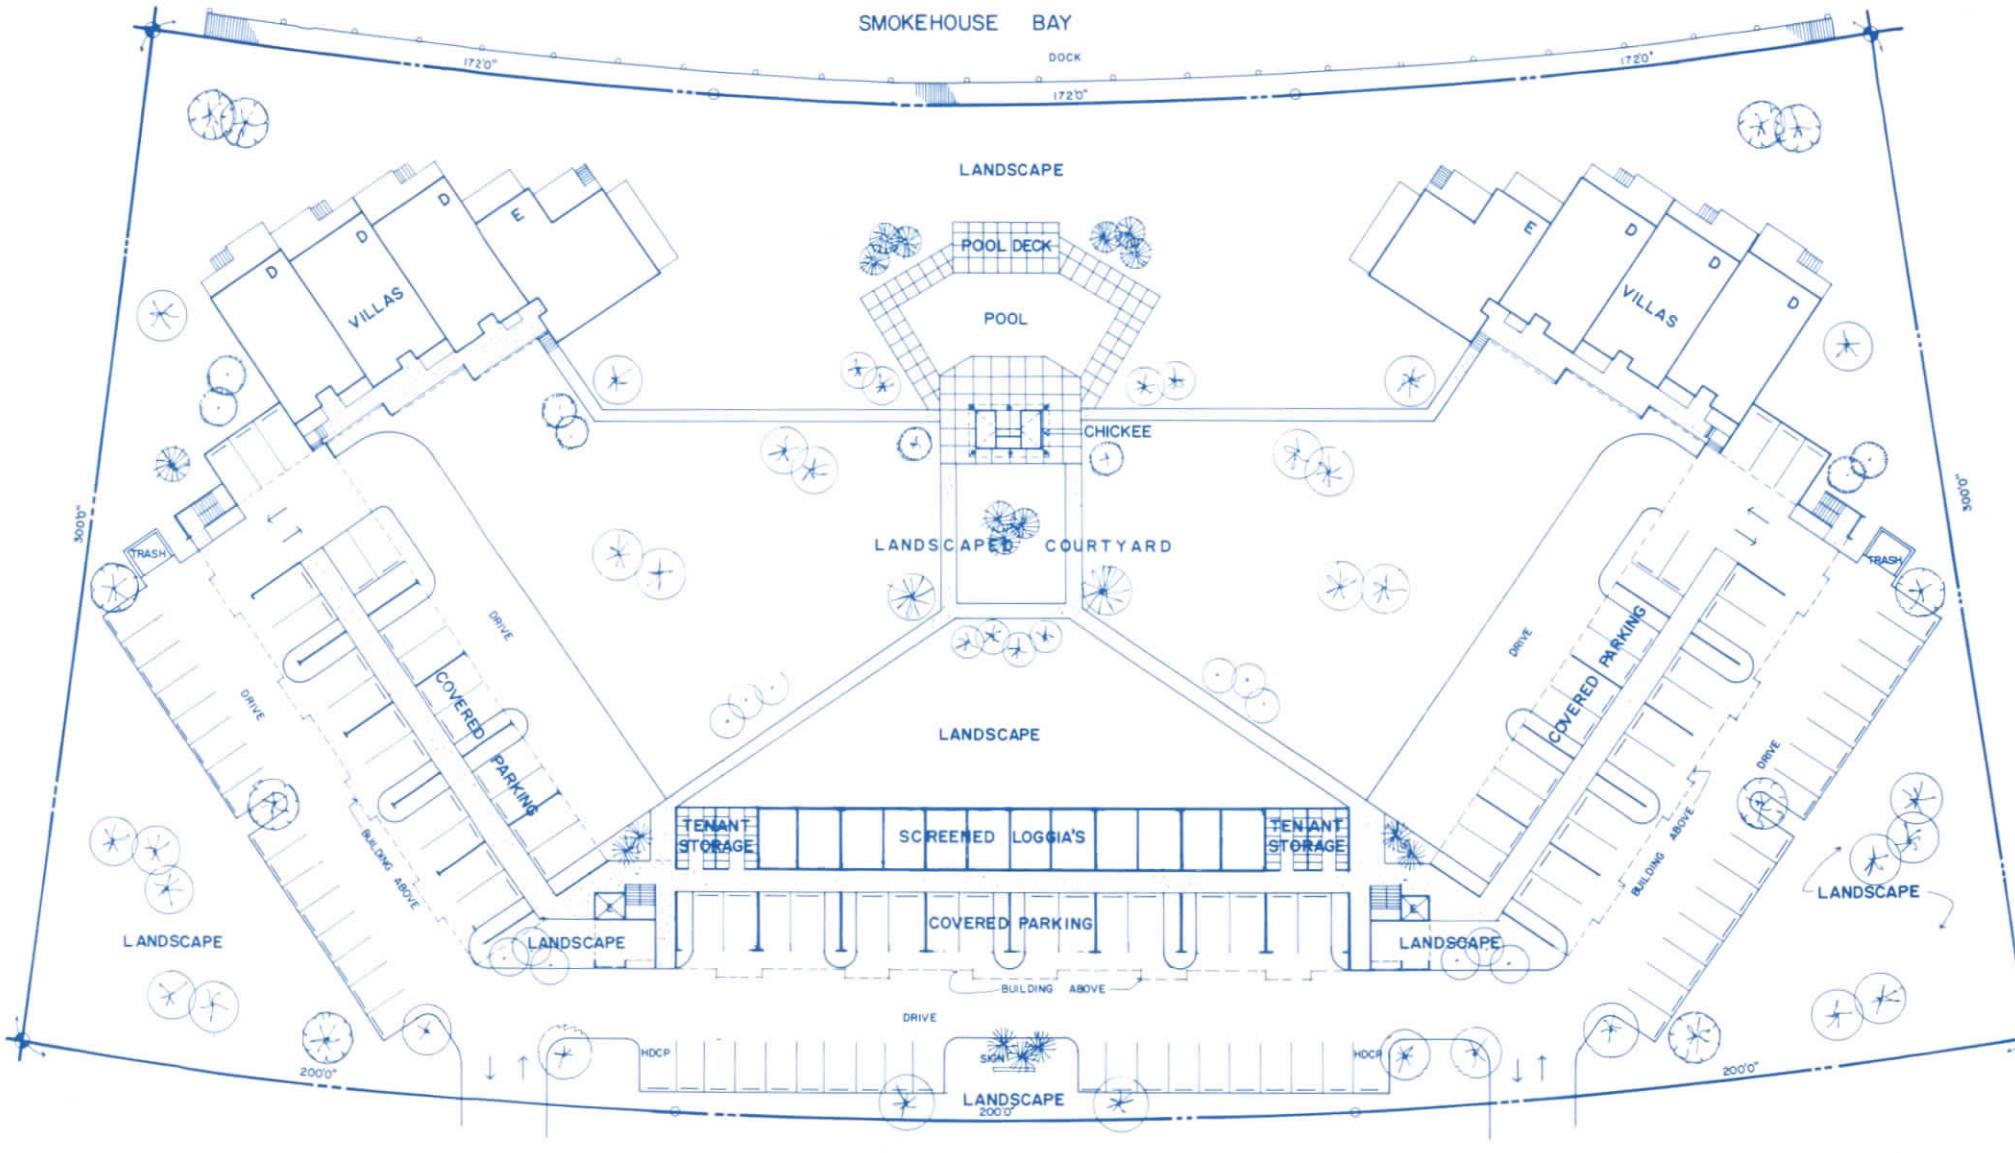 SMOKEHOUSE BAY
DOCK
172'0"
172'0"
172'0"
LANDSCAPE
POOL DECK
POOL
CHICKEE
D
D
D
E
VILLAS
E
D
D
D
VILLAS
300'0"
300'0"
LANDSCAPED COURTYARD
TRASH
TRASH
DRIVE
DRIVE
DRIVE
DRIVE
COVERED PARKING
COVERED PARKING
LANDSCAPE
BUILDING ABOVE
BUILDING ABOVE
TENANT
STORAGE
SCREENED LOGGIA'S
TENANT
STORAGE
LANDSCAPE
E
E
COVERED PARKING
LANDSCAPE
LANDSCAPE
LANDSCAPE
BUILDING ABOVE
DRIVE
HDCP
SIGN
HDCP
200'0"
LANDSCAPE
200'0"
200'0"